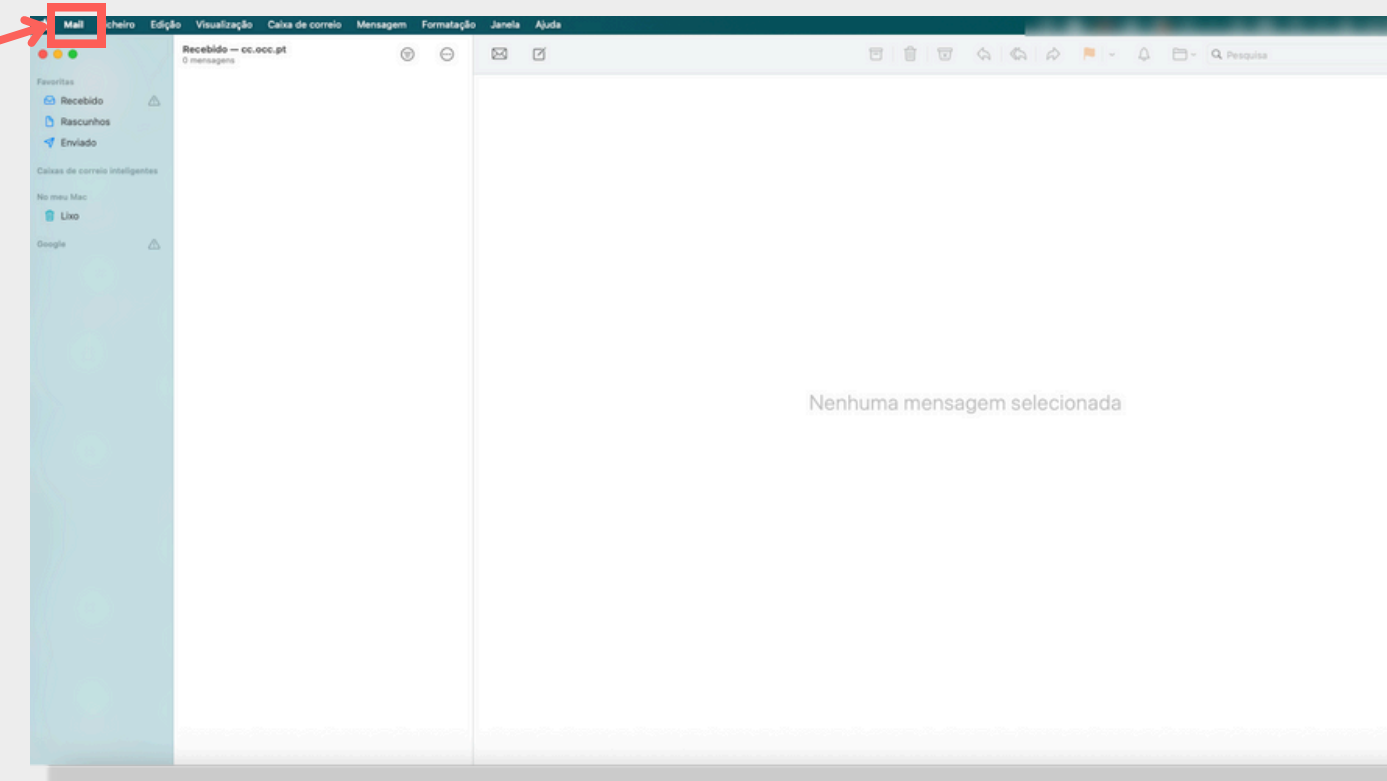 Mail cheiro Edição Visualização Caixa de correio Mensagem Formatação Janela Ajuda
Recebido — cc.occ.pt
0 mensagens
Pesquisa
Favoritas
Recebido
Rascunhos
Enviado
Caixas de correio inteligentes
No meu Mac
Lixo
Google
Nenhuma mensagem selecionada